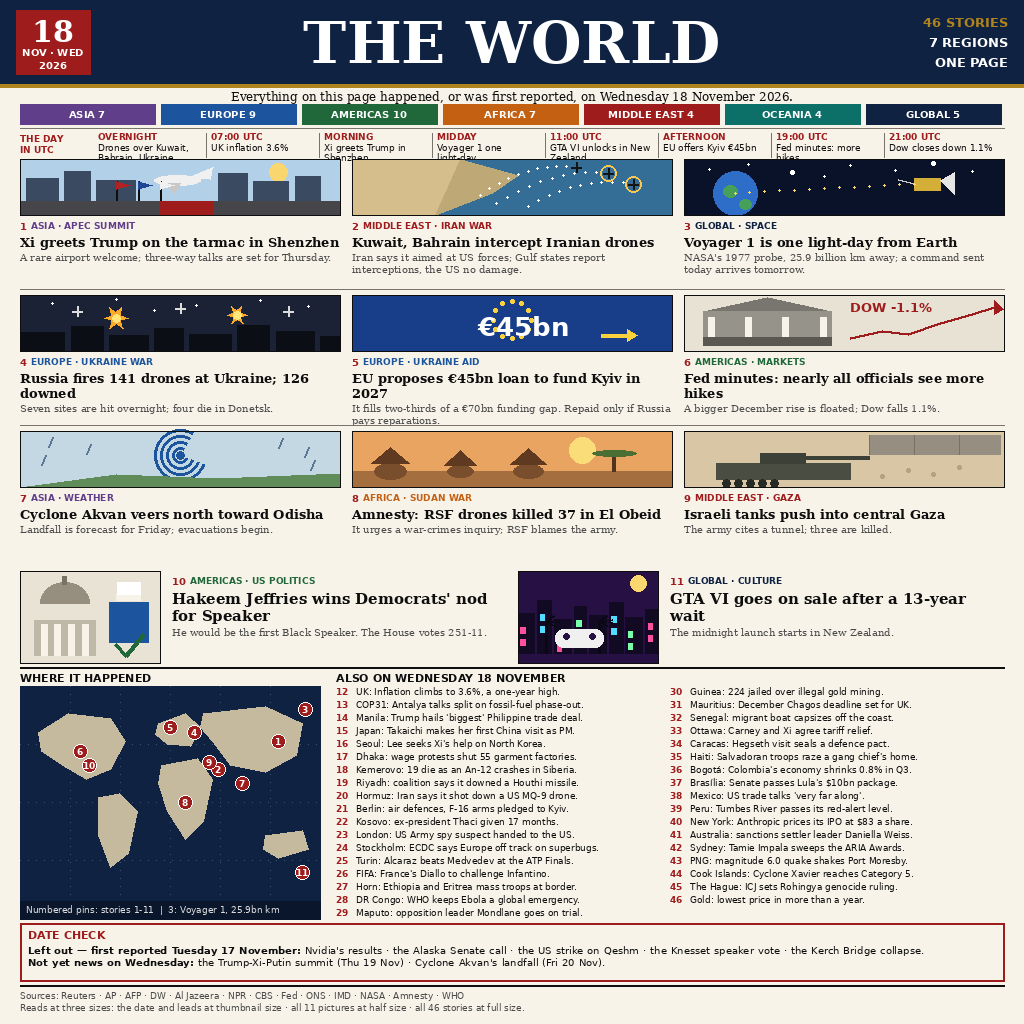 18
NOV · WED
2026
THE WORLD
46 STORIES
7 REGIONS
ONE PAGE
Everything on this page happened, or was first reported, on Wednesday 18 November 2026.
ASIA 7
EUROPE 9
AMERICAS 10
AFRICA 7
MIDDLE EAST 4
OCEANIA 4
GLOBAL 5
THE DAY
IN UTC
OVERNIGHT
Drones over Kuwait,
Bahrain, Ukraine
07:00 UTC
UK inflation 3.6%
MORNING
Xi greets Trump in
Shenzhen
MIDDAY
Voyager 1 one
light-day
11:00 UTC
GTA VI unlocks in New
Zealand
AFTERNOON
EU offers Kyiv €45bn
19:00 UTC
Fed minutes: more
hikes
21:00 UTC
Dow closes down 1.1%
1 ASIA · APEC SUMMIT
Xi greets Trump on the tarmac in Shenzhen
A rare airport welcome; three-way talks are set for Thursday.
2 MIDDLE EAST · IRAN WAR
Kuwait, Bahrain intercept Iranian drones
Iran says it aimed at US forces; Gulf states report
interceptions, the US no damage.
3 GLOBAL · SPACE
Voyager 1 is one light-day from Earth
NASA's 1977 probe, 25.9 billion km away; a command sent
today arrives tomorrow.
4 EUROPE · UKRAINE WAR
Russia fires 141 drones at Ukraine; 126
downed
Seven sites are hit overnight; four die in Donetsk.
€45bn
5 EUROPE · UKRAINE AID
EU proposes €45bn loan to fund Kyiv in
2027
It fills two-thirds of a €70bn funding gap. Repaid only if Russia
pays reparations.
DOW -1.1%
6 AMERICAS · MARKETS
Fed minutes: nearly all officials see more
hikes
A bigger December rise is floated; Dow falls 1.1%.
7 ASIA · WEATHER
Cyclone Akvan veers north toward Odisha
Landfall is forecast for Friday; evacuations begin.
8 AFRICA · SUDAN WAR
Amnesty: RSF drones killed 37 in El Obeid
It urges a war-crimes inquiry; RSF blames the army.
9 MIDDLE EAST · GAZA
Israeli tanks push into central Gaza
The army cites a tunnel; three are killed.
10 AMERICAS · US POLITICS
Hakeem Jeffries wins Democrats' nod
for Speaker
He would be the first Black Speaker. The House votes 251-11.
11 GLOBAL · CULTURE
GTA VI goes on sale after a 13-year
wait
The midnight launch starts in New Zealand.
WHERE IT HAPPENED
3
5
4
1
6
10
9
2
7
8
11
Numbered pins: stories 1-11 | 3: Voyager 1, 25.9bn km
ALSO ON WEDNESDAY 18 NOVEMBER
12 UK: Inflation climbs to 3.6%, a one-year high.
13 COP31: Antalya talks split on fossil-fuel phase-out.
14 Manila: Trump hails 'biggest' Philippine trade deal.
15 Japan: Takaichi makes her first China visit as PM.
16 Seoul: Lee seeks Xi's help on North Korea.
17 Dhaka: wage protests shut 55 garment factories.
18 Kemerovo: 19 die as an An-12 crashes in Siberia.
19 Riyadh: coalition says it downed a Houthi missile.
20 Hormuz: Iran says it shot down a US MQ-9 drone.
21 Berlin: air defences, F-16 arms pledged to Kyiv.
22 Kosovo: ex-president Thaci given 17 months.
23 London: US Army spy suspect handed to the US.
24 Stockholm: ECDC says Europe off track on superbugs.
25 Turin: Alcaraz beats Medvedev at the ATP Finals.
26 FIFA: France's Diallo to challenge Infantino.
27 Horn: Ethiopia and Eritrea mass troops at border.
28 DR Congo: WHO keeps Ebola a global emergency.
29 Maputo: opposition leader Mondlane goes on trial.
30 Guinea: 224 jailed over illegal gold mining.
31 Mauritius: December Chagos deadline set for UK.
32 Senegal: migrant boat capsizes off the coast.
33 Ottawa: Carney and Xi agree tariff relief.
34 Caracas: Hegseth visit seals a defence pact.
35 Haiti: Salvadoran troops raze a gang chief's home.
36 Bogotá: Colombia's economy shrinks 0.8% in Q3.
37 Brasília: Senate passes Lula's $10bn package.
38 Mexico: US trade talks 'very far along'.
39 Peru: Tumbes River passes its red-alert level.
40 New York: Anthropic prices its IPO at $83 a share.
41 Australia: sanctions settler leader Daniella Weiss.
42 Sydney: Tame Impala sweeps the ARIA Awards.
43 PNG: magnitude 6.0 quake shakes Port Moresby.
44 Cook Islands: Cyclone Xavier reaches Category 5.
45 The Hague: ICJ sets Rohingya genocide ruling.
46 Gold: lowest price in more than a year.
DATE CHECK
Left out — first reported Tuesday 17 November: Nvidia's results · the Alaska Senate call · the US strike on Qeshm · the Knesset speaker vote · the Kerch Bridge collapse.
Not yet news on Wednesday: the Trump-Xi-Putin summit (Thu 19 Nov) · Cyclone Akvan's landfall (Fri 20 Nov).
Sources: Reuters · AP · AFP · DW · Al Jazeera · NPR · CBS · Fed · ONS · IMD · NASA · Amnesty · WHO
Reads at three sizes: the date and leads at thumbnail size · all 11 pictures at half size · all 46 stories at full size.